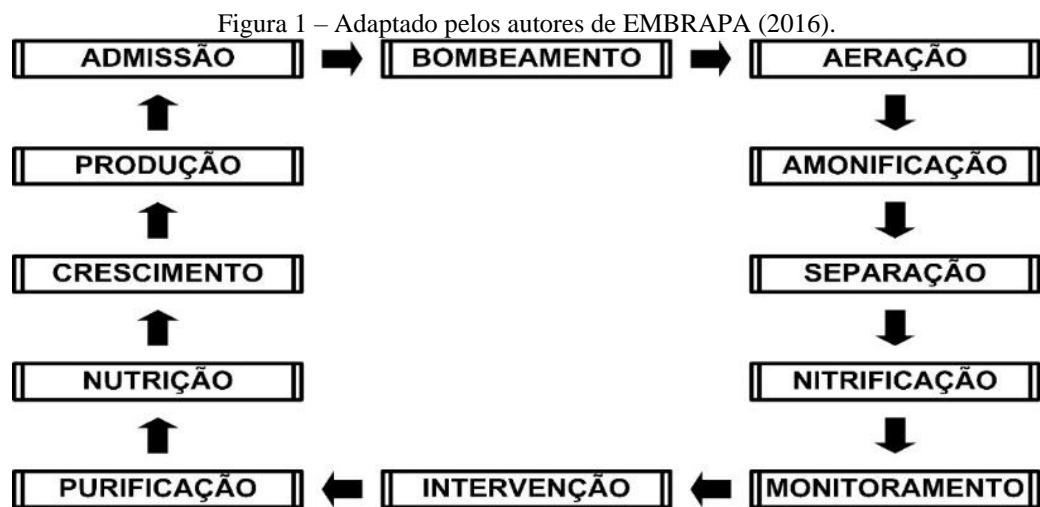 Figura 1 – Adaptado pelos autores de EMBRAPA (2016).
ADMISSÃO
BOMBEAMENTO
AERAÇÃO
PRODUÇÃO
AMONIFICAÇÃO
CRESCIMENTO
SEPARAÇÃO
NUTRIÇÃO
NITRIFICAÇÃO
PURIFICAÇÃO
INTERVENÇÃO
MONITORAMENTO